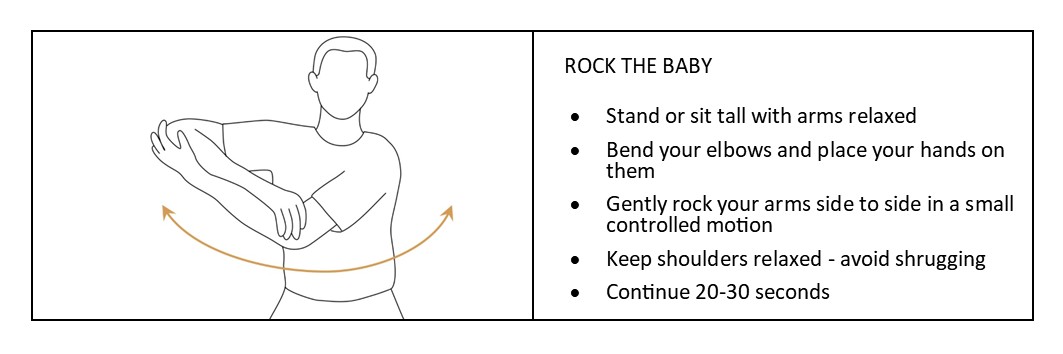 ROCK THE BABY
• Stand or sit tall with arms relaxed
• Bend your elbows and place your hands on
them
• Gently rock your arms side to side in a small
controlled motion
• Keep shoulders relaxed - avoid shrugging
• Continue 20-30 seconds